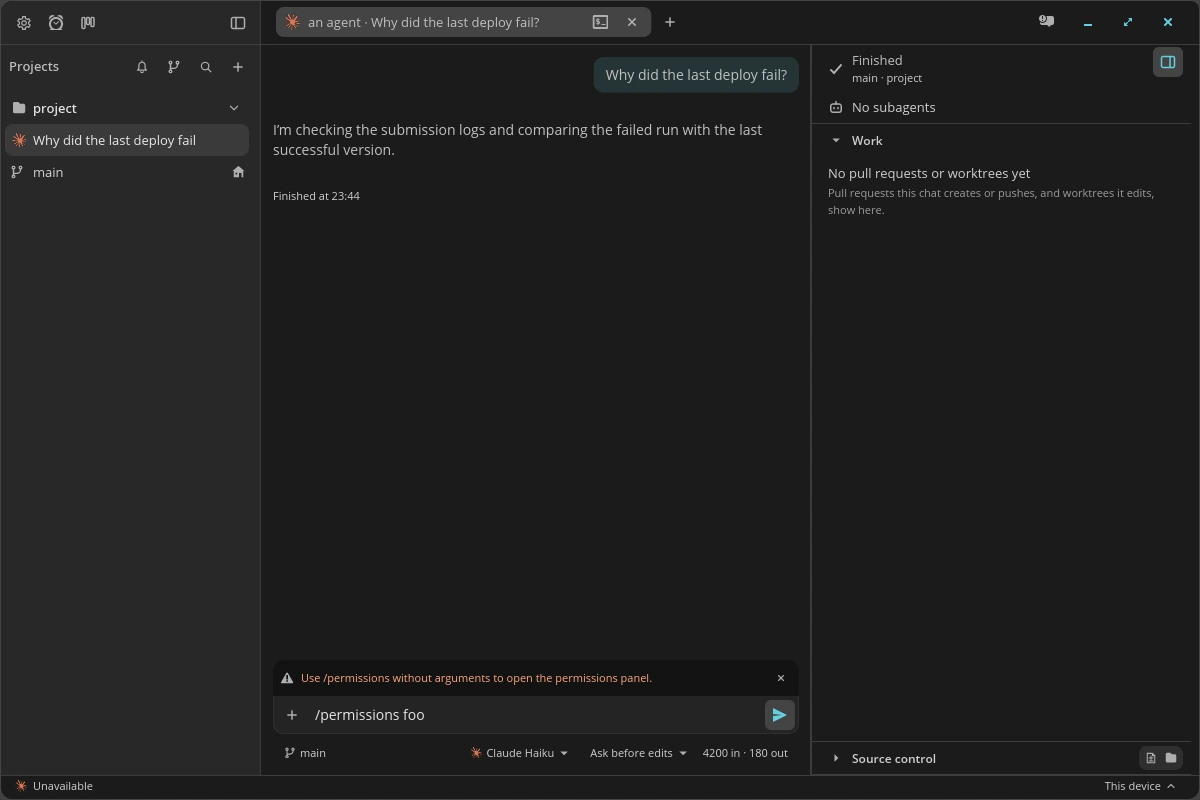 an agent · Why did the last deploy fail?
Projects
project
Why did the last deploy fail
main
Why did the last deploy fail?
I'm checking the submission logs and comparing the failed run with the last
successful version.
Finished at 23:44
Use /permissions without arguments to open the permissions panel.
/permissions foo
main
Claude Haiku
Ask before edits
4200 in · 180 out
Finished
main · project
No subagents
Work
No pull requests or worktrees yet
Pull requests this chat creates or pushes, and worktrees it edits,
show here.
Source control
Unavailable
This device